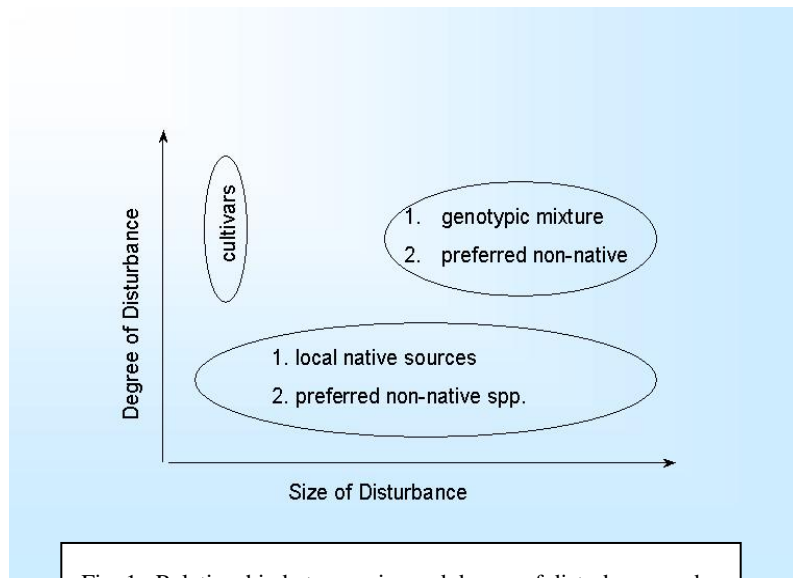 Degree of Disturbance
cultivars
1. genotypic mixture
2. preferred non-native
1. local native sources
2. preferred non-native spp.
Size of Disturbance